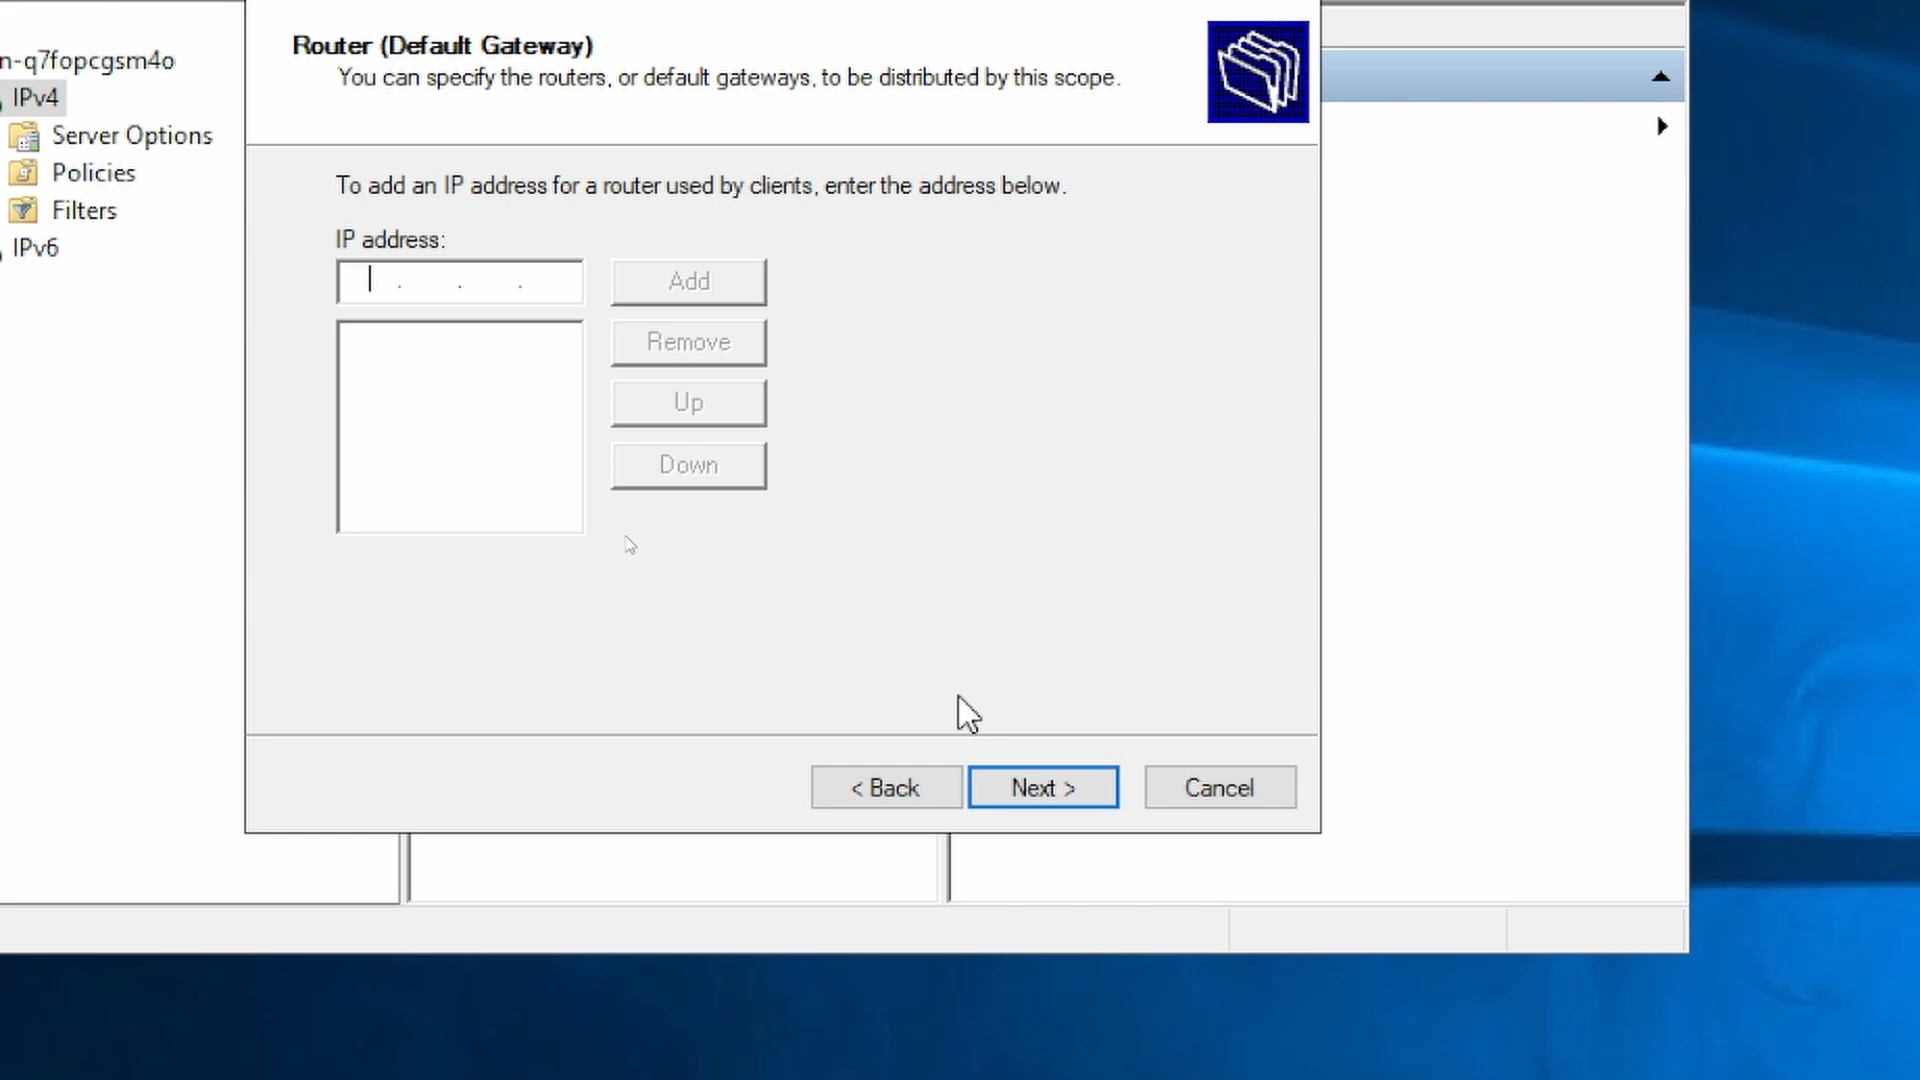 Router (Default Gateway)
You can specify the routers, or default gateways, to be distributed by this scope.
n-q7fopcgsm4o
IPv4
Server Options
Policies
Filters
IPv6
To add an IP address for a router used by clients, enter the address below.
IP address:
. . .
Add
Remove
Up
Down
< Back
Next >
Cancel